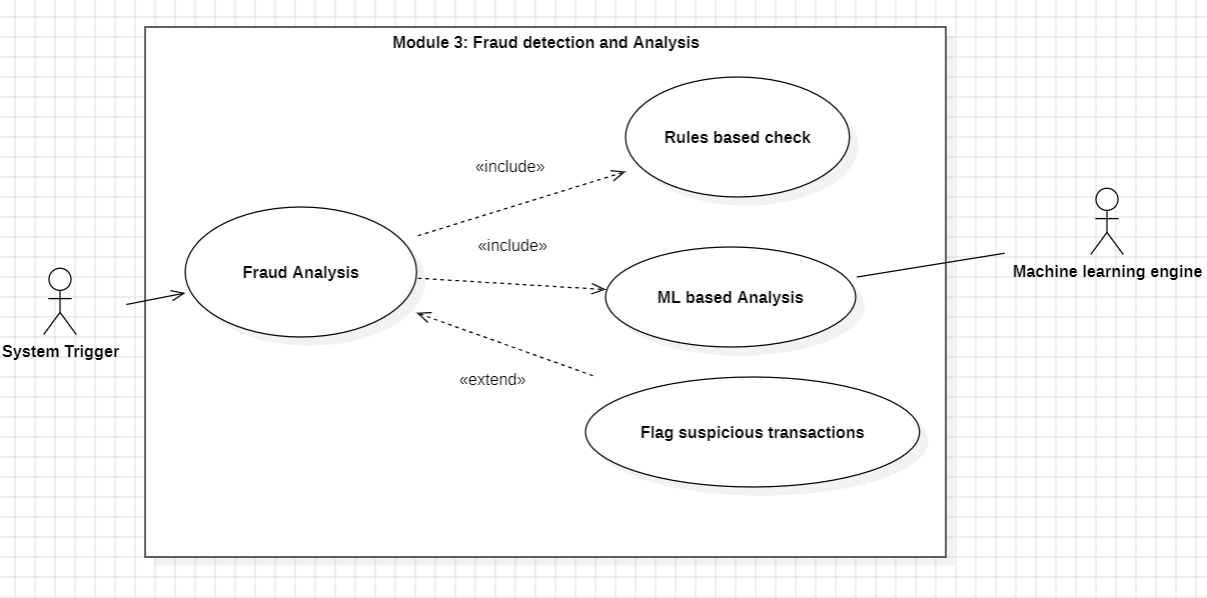 Module 3: Fraud detection and Analysis
Rules based check
«include»
«include»
Fraud Analysis
ML based Analysis
Machine learning engine
System Trigger
«extend»
Flag suspicious transactions